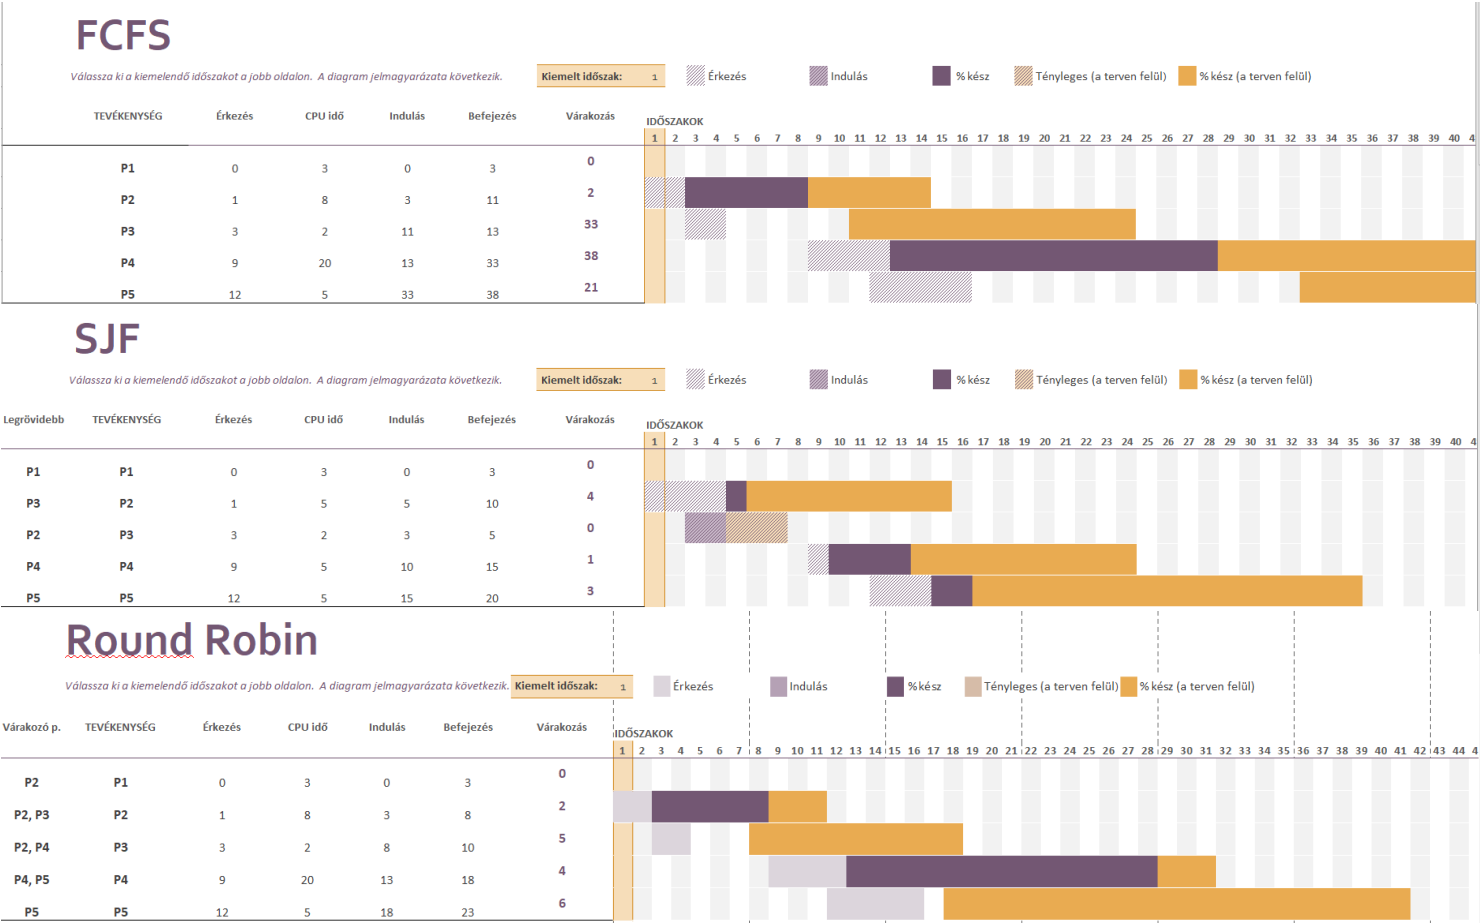 FCFS
Válassza ki a kiemelendő időszakot a jobb oldalon. A diagram jelmagyarázata következik. Kiemelt időszak: 1 Érkezés Indulás % kész Tényleges (a terven felül) % kész (a terven felül)
TEVÉKENYSÉG Érkezés CPU idő Indulás Befejezés Várakozás IDŐSZAKOK
1 2 3 4 5 6 7 8 9 10 11 12 13 14 15 16 17 18 19 20 21 22 23 24 25 26 27 28 29 30 31 32 33 34 35 36 37 38 39 40 4
P1 0 3 0 3 0
P2 1 8 3 11 2
P3 3 2 11 13 33
P4 9 20 13 33 38
P5 12 5 33 38 21
SJF
Válassza ki a kiemelendő időszakot a jobb oldalon. A diagram jelmagyarázata következik. Kiemelt időszak: 1 Érkezés Indulás % kész Tényleges (a terven felül) % kész (a terven felül)
Legrövidebb TEVÉKENYSÉG Érkezés CPU idő Indulás Befejezés Várakozás IDŐSZAKOK
1 2 3 4 5 6 7 8 9 10 11 12 13 14 15 16 17 18 19 20 21 22 23 24 25 26 27 28 29 30 31 32 33 34 35 36 37 38 39 40 4
P1 P1 0 3 0 3 0
P3 P2 1 5 5 10 4
P2 P3 3 2 3 5 0
P4 P4 9 5 10 15 1
P5 P5 12 5 15 20 3
Round Robin
Válassza ki a kiemelendő időszakot a jobb oldalon. A diagram jelmagyarázata következik. Kiemelt időszak: 1 Érkezés Indulás % kész Tényleges (a terven felül) % kész (a terven felül)
Várakozó p. TEVÉKENYSÉG Érkezés CPU idő Indulás Befejezés Várakozás IDŐSZAKOK
1 2 3 4 5 6 7 8 9 10 11 12 13 14 15 16 17 18 19 20 21 22 23 24 25 26 27 28 29 30 31 32 33 34 35 36 37 38 39 40 41 42 43 44 4
P2 P1 0 3 0 3 0
P2, P3 P2 1 8 3 8 2
P2, P4 P3 3 2 8 10 5
P4, P5 P4 9 20 13 18 4
P5 P5 12 5 18 23 6